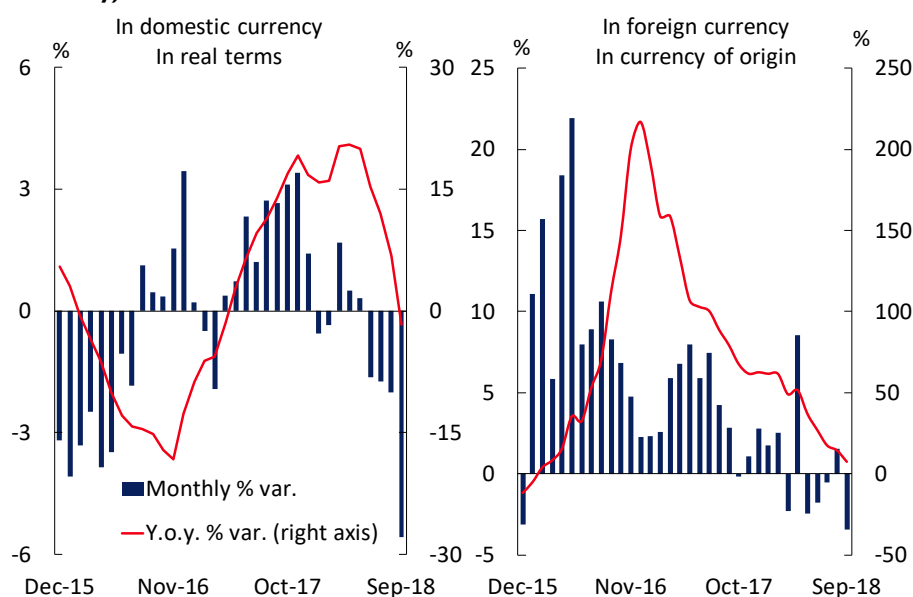 In domestic currency
In real terms
%
%
6
3
0
-3
-6
30
15
0
-15
-30
Monthly % var.
Y.o.y. % var. (right axis)
Dec-15
Nov-16
Oct-17
Sep-18
In foreign currency
In currency of origin
%
%
25
20
15
10
5
0
-5
250
200
150
100
50
0
-50
Dec-15
Nov-16
Oct-17
Sep-18